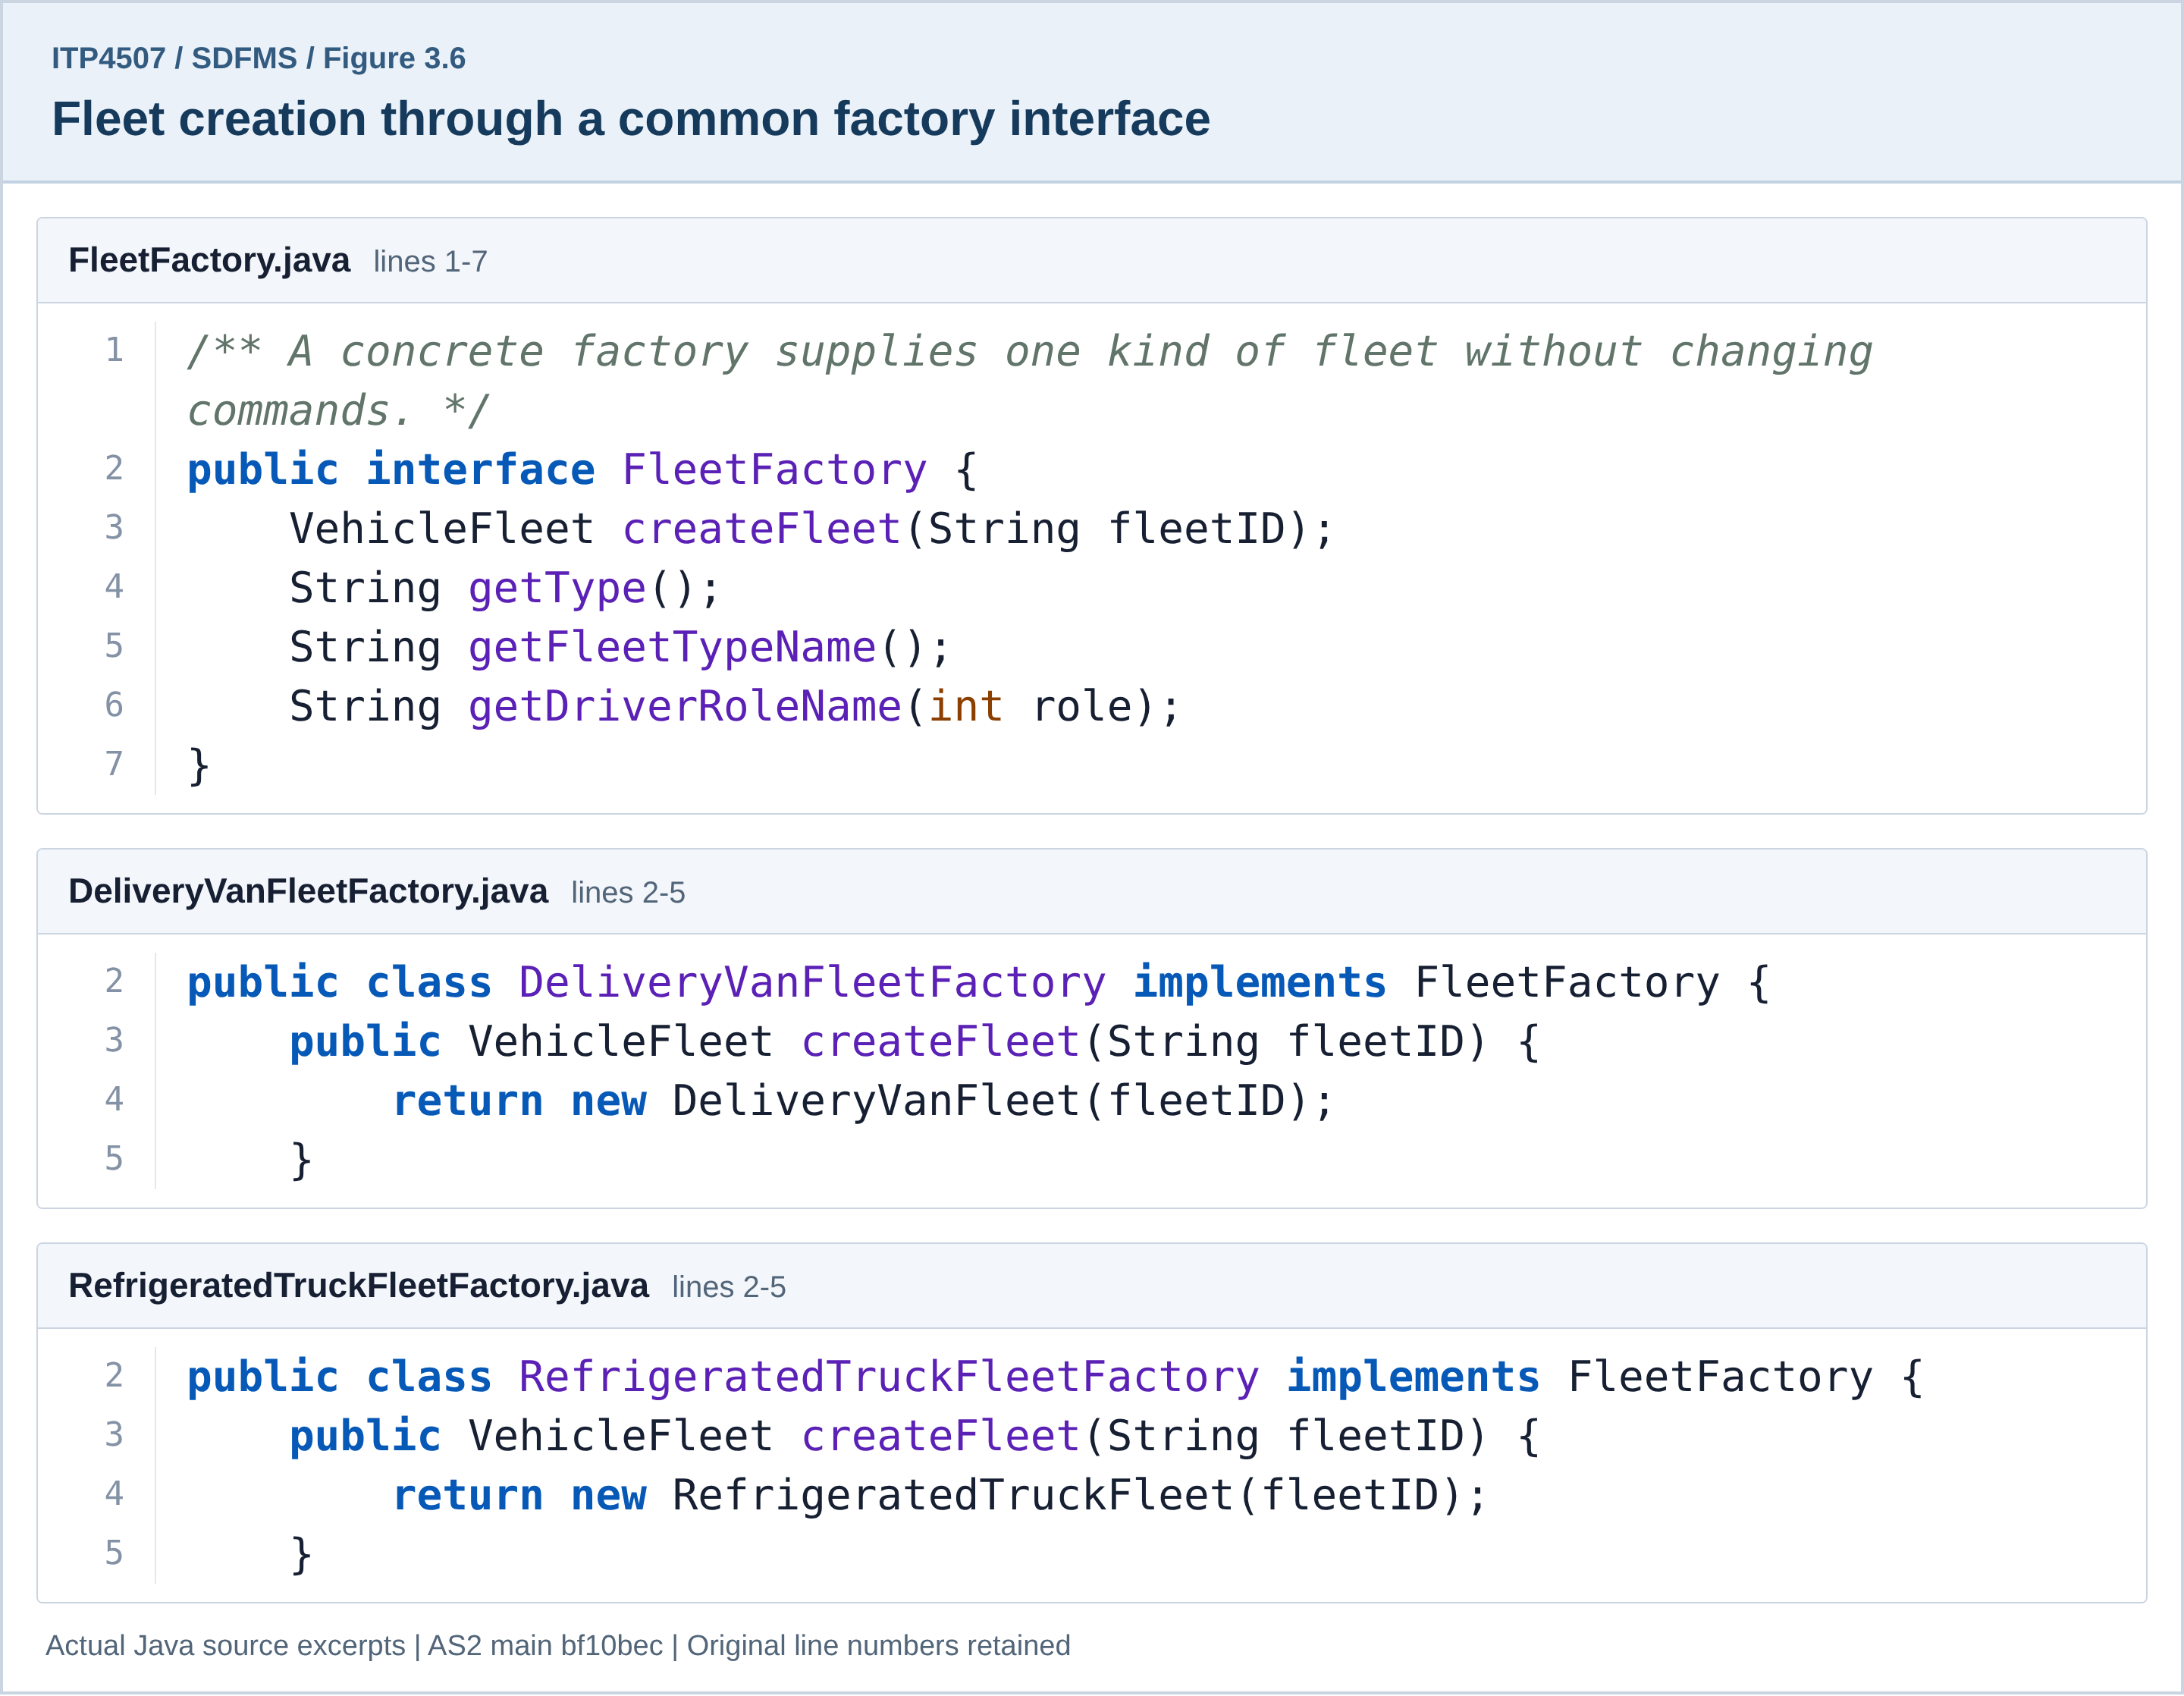 ITP4507 / SDFMS / Figure 3.6
Fleet creation through a common factory interface
FleetFactory.java lines 1-7
1 /** A concrete factory supplies one kind of fleet without changing
commands. */
2 public interface FleetFactory {
3     VehicleFleet createFleet(String fleetID);
4     String getType();
5     String getFleetTypeName();
6     String getDriverRoleName(int role);
7 }
DeliveryVanFleetFactory.java lines 2-5
2 public class DeliveryVanFleetFactory implements FleetFactory {
3     public VehicleFleet createFleet(String fleetID) {
4         return new DeliveryVanFleet(fleetID);
5     }
RefrigeratedTruckFleetFactory.java lines 2-5
2 public class RefrigeratedTruckFleetFactory implements FleetFactory {
3     public VehicleFleet createFleet(String fleetID) {
4         return new RefrigeratedTruckFleet(fleetID);
5     }
Actual Java source excerpts | AS2 main bf10bec | Original line numbers retained